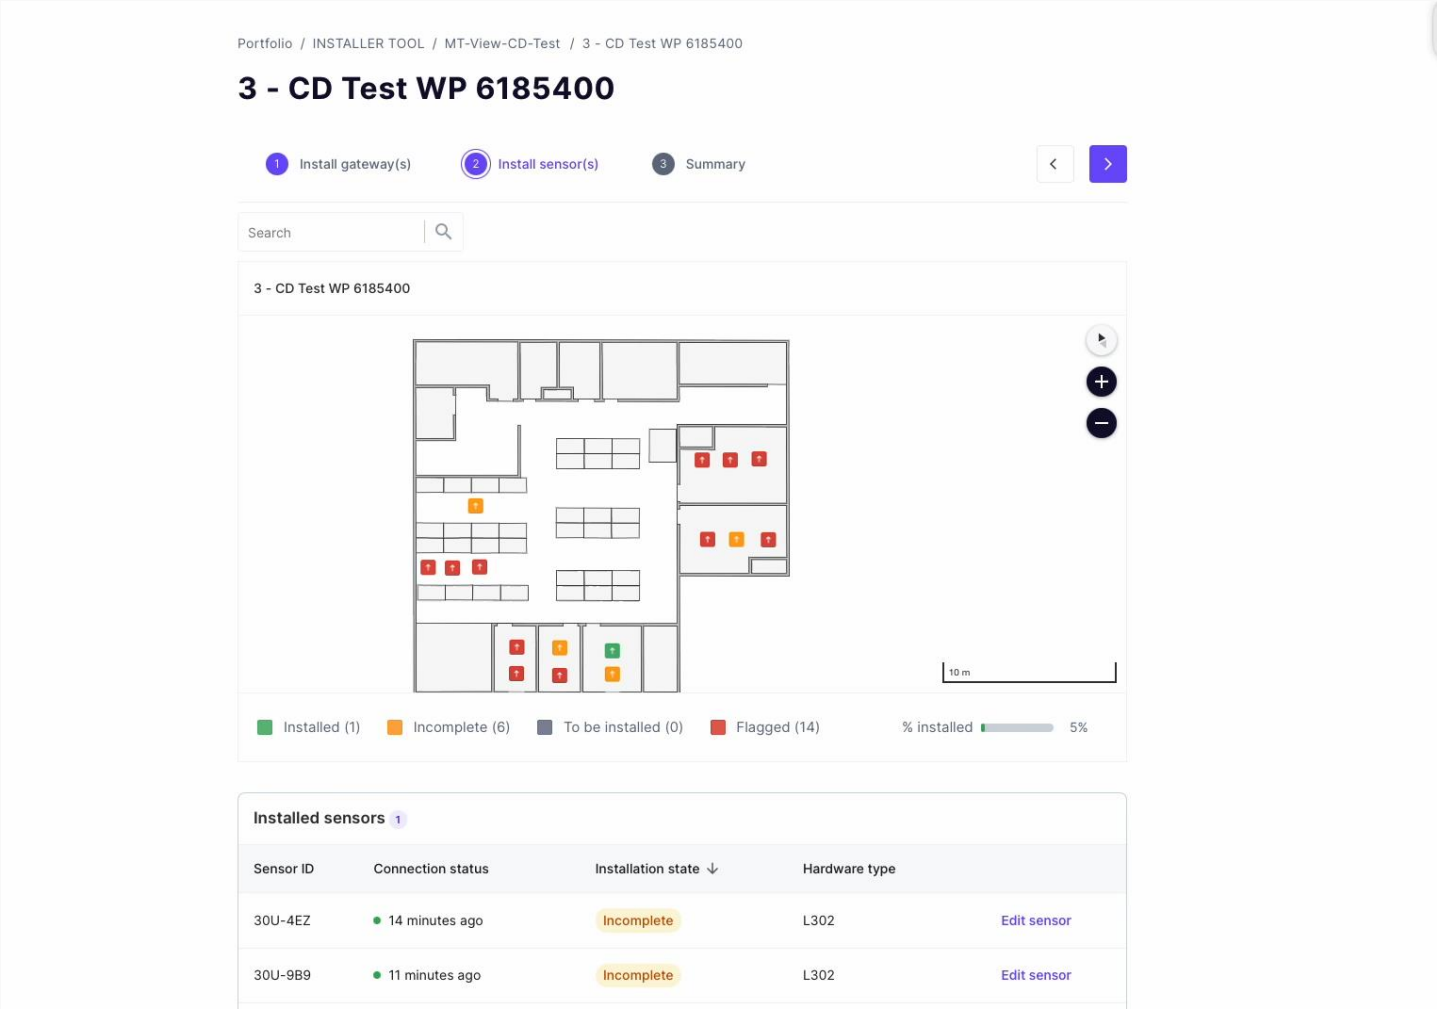 Portfolio / INSTALLER TOOL / MT-View-CD-Test / 3 - CD Test WP 6185400
3 - CD Test WP 6185400
1 Install gateway(s) 2 Install sensor(s) 3 Summary
Search
3 - CD Test WP 6185400
10 m
Installed (1) Incomplete (6) To be installed (0) Flagged (14) % installed 5%
Installed sensors 1
Sensor ID Connection status Installation state Hardware type
30U-4EZ 14 minutes ago Incomplete L302 Edit sensor
30U-9B9 11 minutes ago Incomplete L302 Edit sensor